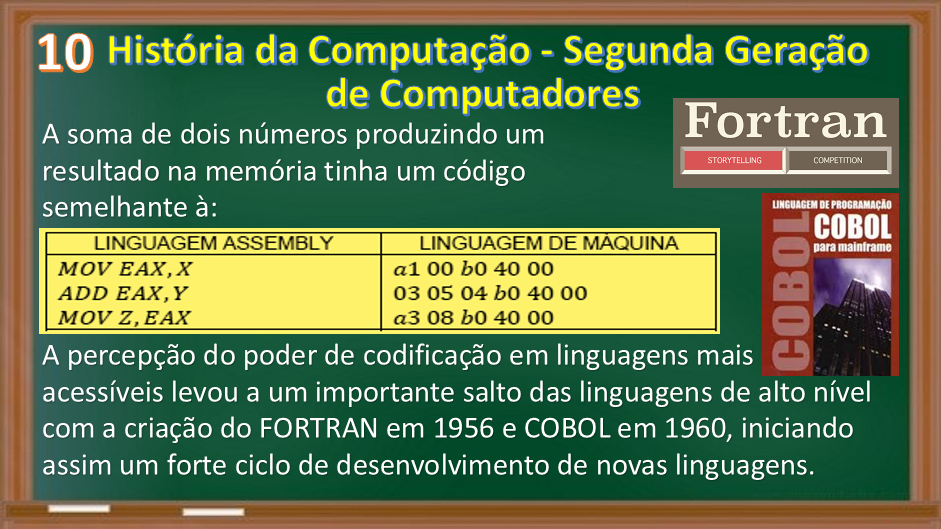 10 História da Computação - Segunda Geração
de Computadores
A soma de dois números produzindo um
resultado na memória tinha um código
semelhante à:
Fortran
STORYTELLING COMPETITION
LINGUAGEM DE PROGRAMAÇÃO
COBOL
para mainframe
COBOL
LINGUAGEM ASSEMBLY LINGUAGEM DE MÁQUINA
MOV EAX, X a1 00 b0 40 00
ADD EAX, Y 03 05 04 b0 40 00
MOV Z, EAX a3 08 b0 40 00
A percepção do poder de codificação em linguagens mais
acessíveis levou a um importante salto das linguagens de alto nível
com a criação do FORTRAN em 1956 e COBOL em 1960, iniciando
assim um forte ciclo de desenvolvimento de novas linguagens.